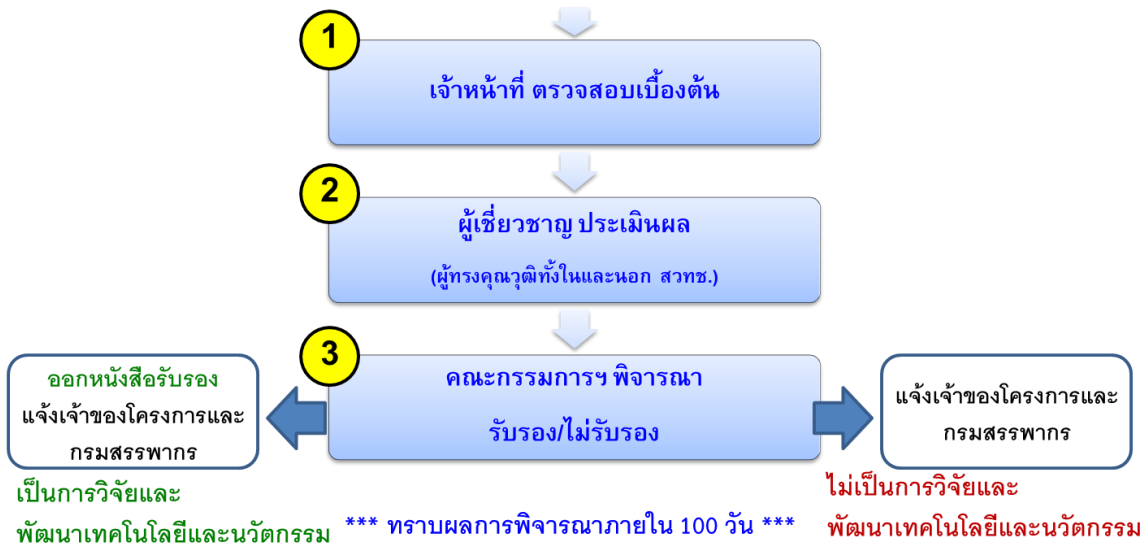 1
เจ้าหน้าที่ ตรวจสอบเบื้องต้น
2
ผู้เชี่ยวชาญ ประเมินผล
(ผู้ทรงคุณวุฒิทั้งในและนอก สวทช.)
3
คณะกรรมการฯ พิจารณา
รับรอง/ไม่รับรอง
ออกหนังสือรับรอง
แจ้งเจ้าของโครงการและ
กรมสรรพากร
เป็นการวิจัยและ
พัฒนาเทคโนโลยีและนวัตกรรม
แจ้งเจ้าของโครงการและ
กรมสรรพากร
ไม่เป็นการวิจัยและ
พัฒนาเทคโนโลยีและนวัตกรรม
*** ทราบผลการพิจารณาภายใน 100 วัน ***